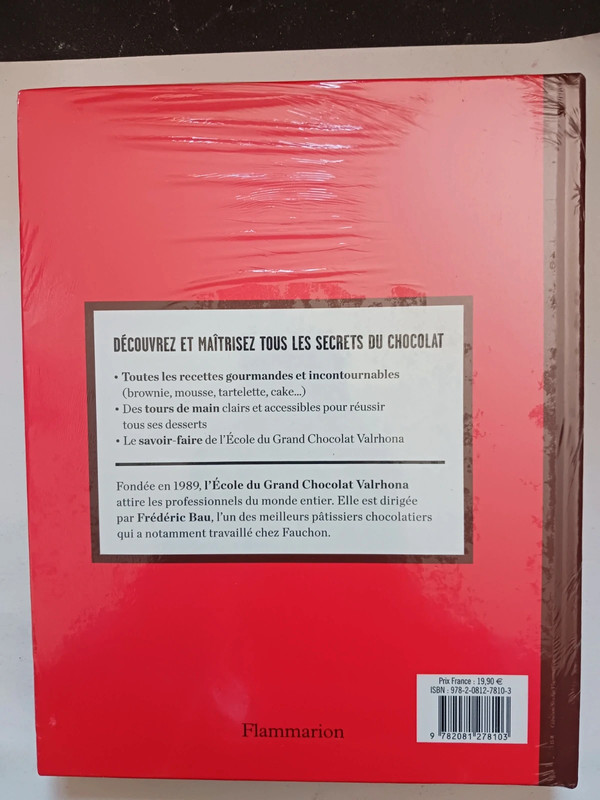 DÉCOUVREZ ET MAÎTRISEZ TOUS LES SECRETS DU CHOCOLAT
• Toutes les recettes gourmandes et incontournables
(brownie, mousse, tartelette, cake...)
• Des tours de main clairs et accessibles pour réussir
tous ses desserts
• Le savoir-faire de l'École du Grand Chocolat Valrhona
Fondée en 1989, l'École du Grand Chocolat Valrhona
attire les professionnels du monde entier. Elle est dirigée
par Frédéric Bau, l'un des meilleurs pâtissiers chocolatiers
qui a notamment travaillé chez Fauchon.
Prix France : 19,90 €
ISBN : 978-2-0812-7810-3
9 782081 278103
Flammarion